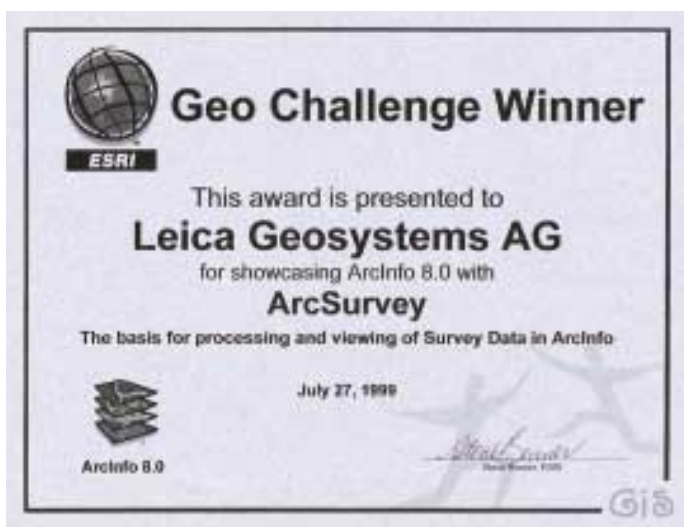 Geo Challenge Winner
ESRI
This award is presented to
Leica Geosystems AG
for showcasing ArcInfo 8.0 with
ArcSurvey
The basis for processing and viewing of Survey Data in ArcInfo
July 27, 1999
ArcInfo 8.0
GIS